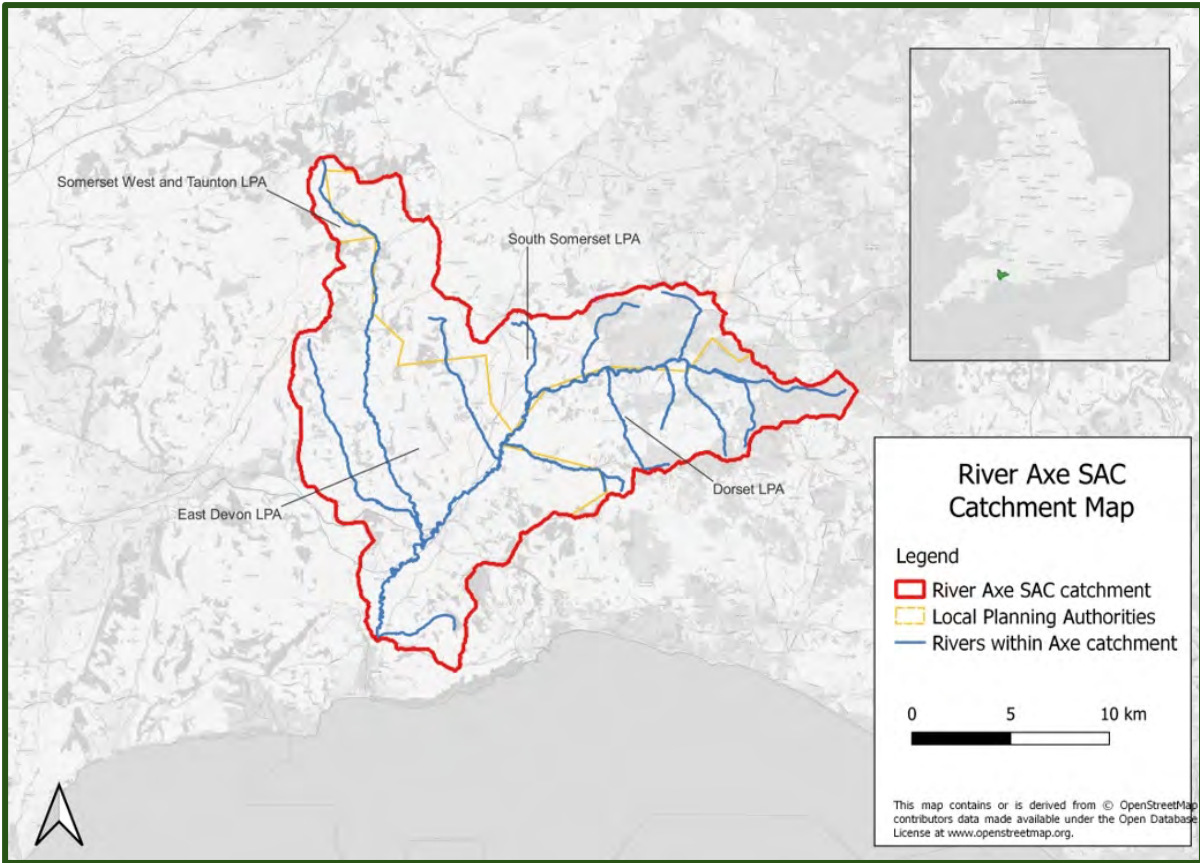 Somerset West and Taunton LPA
South Somerset LPA
East Devon LPA
Dorset LPA
River Axe SAC
Catchment Map
Legend
River Axe SAC catchment
Local Planning Authorities
Rivers within Axe catchment
0 5 10 km
This map contains or is derived from © OpenStreetMap
contributors data made available under the Open Database
License at www.openstreetmap.org.